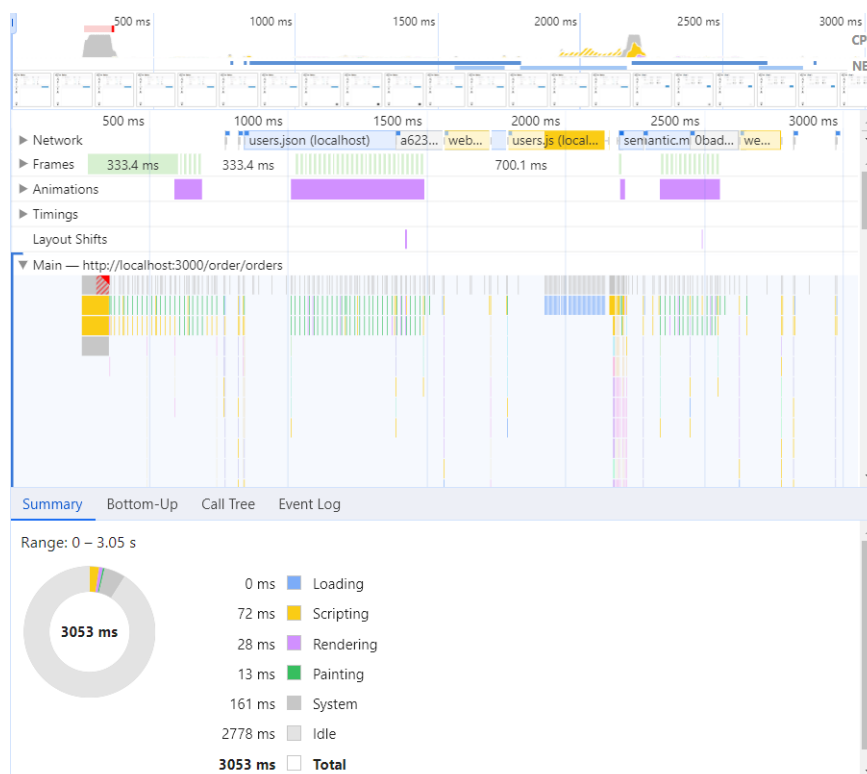 500 ms 1000 ms 1500 ms 2000 ms 2500 ms 3000 ms
CP
NE
500 ms 1000 ms 1500 ms 2000 ms 2500 ms 3000 ms
Network users.json (localhost) a623... web... users.js (local... semantic.m 0bad... we...
Frames 333.4 ms 333.4 ms 700.1 ms
Animations
Timings
Layout Shifts
Main — http://localhost:3000/order/orders
Summary Bottom-Up Call Tree Event Log
Range: 0 – 3.05 s
3053 ms
0 ms Loading
72 ms Scripting
28 ms Rendering
13 ms Painting
161 ms System
2778 ms Idle
3053 ms Total